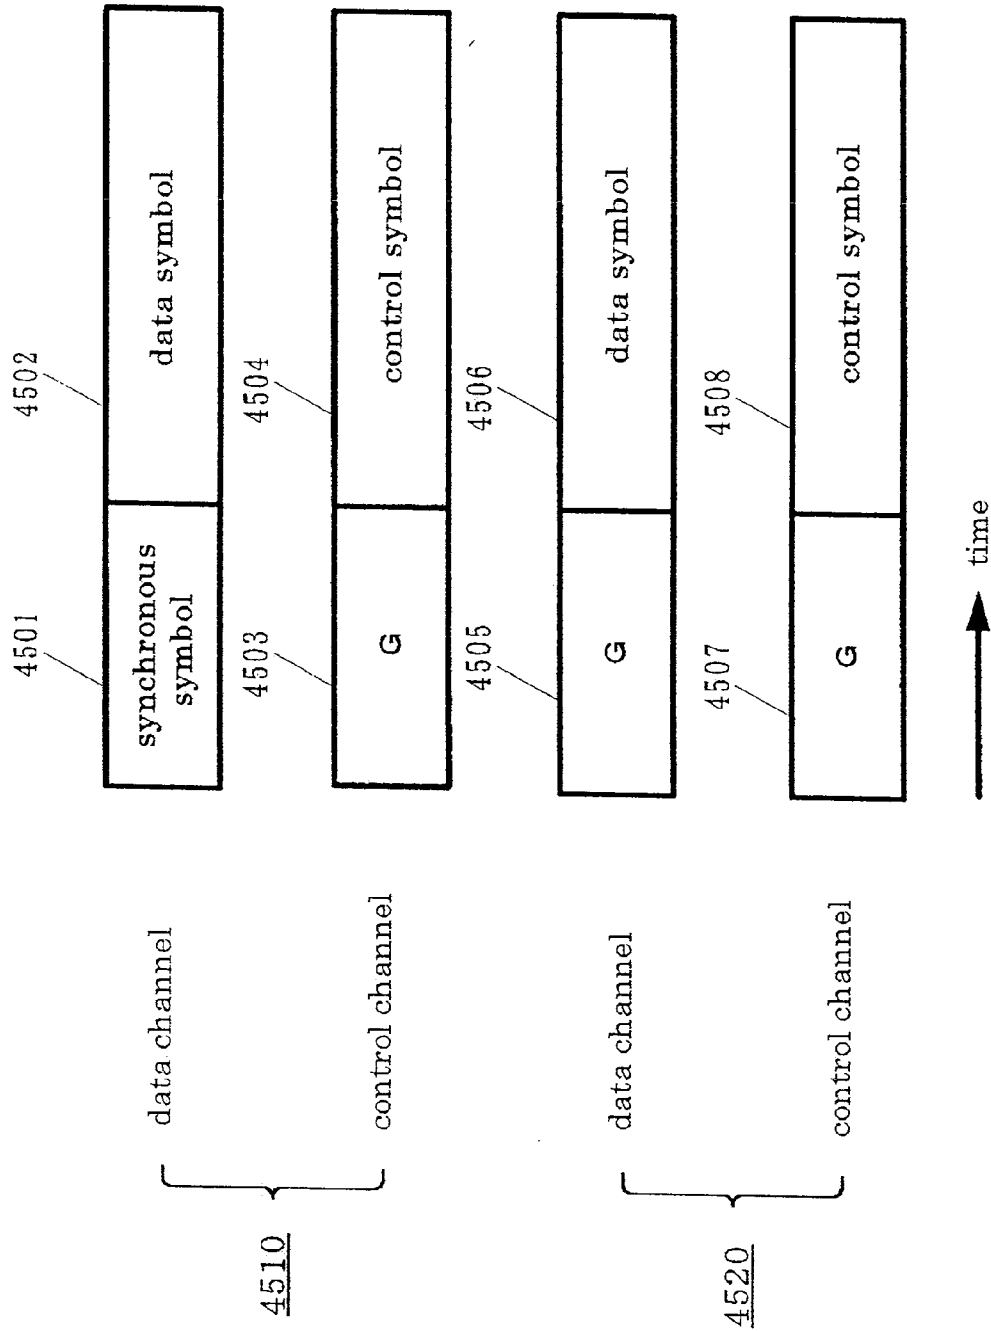 4501
4502
4510
data channel
synchronous
symbol
data symbol
4503
4504
control channel
G
control symbol
4505
4506
4520
data channel
G
data symbol
4507
4508
control channel
G
control symbol
time